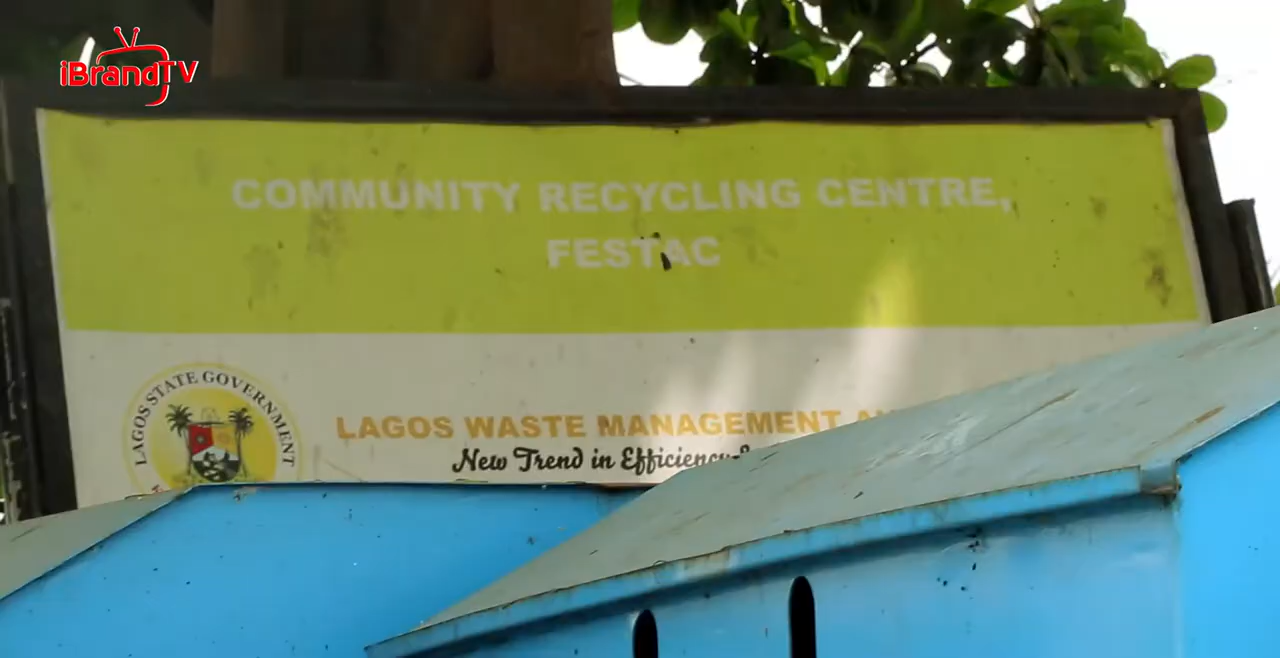 iBrandTV
COMMUNITY RECYCLING CENTRE,
FESTAC
LAGOS STATE GOVERNMENT
LAGOS WASTE MANAGEMENT
New Trend in Efficiency